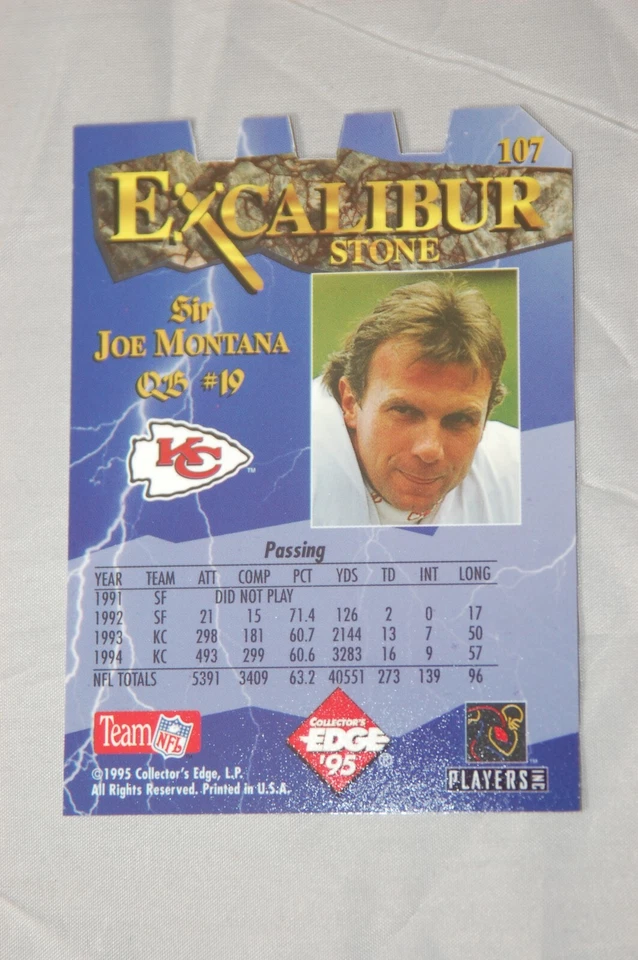 107
EXCALIBUR
STONE
Sir
JOE MONTANA
QB #19
KC
TM
Passing
YEAR TEAM ATT COMP PCT YDS TD INT LONG
1991 SF DID NOT PLAY
1992 SF 21 15 71.4 126 2 0 17
1993 KC 298 181 60.7 2144 13 7 50
1994 KC 493 299 60.6 3283 16 9 57
NFL TOTALS 5391 3409 63.2 40551 273 139 96
Team NFL
COLLECTOR'S
EDGE
'95 ®
TM
PLAYERS INC
©1995 Collector's Edge, L.P.
All Rights Reserved. Printed in U.S.A.